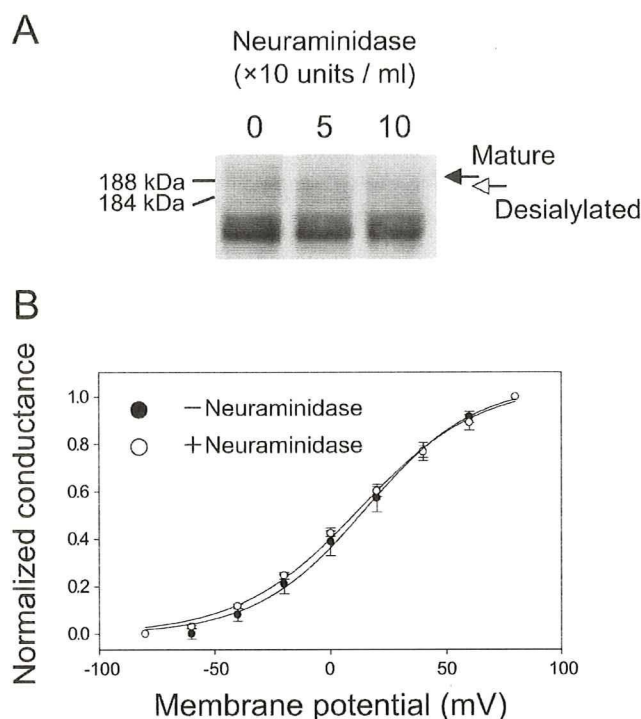 A
Neuraminidase
(×10 units / ml)
0 5 10
188 kDa
184 kDa
Mature
Desialylated
B
Normalized conductance
1.0
0.8
0.6
0.4
0.2
0.0
− Neuraminidase
+ Neuraminidase
-100 -50 0 50 100
Membrane potential (mV)